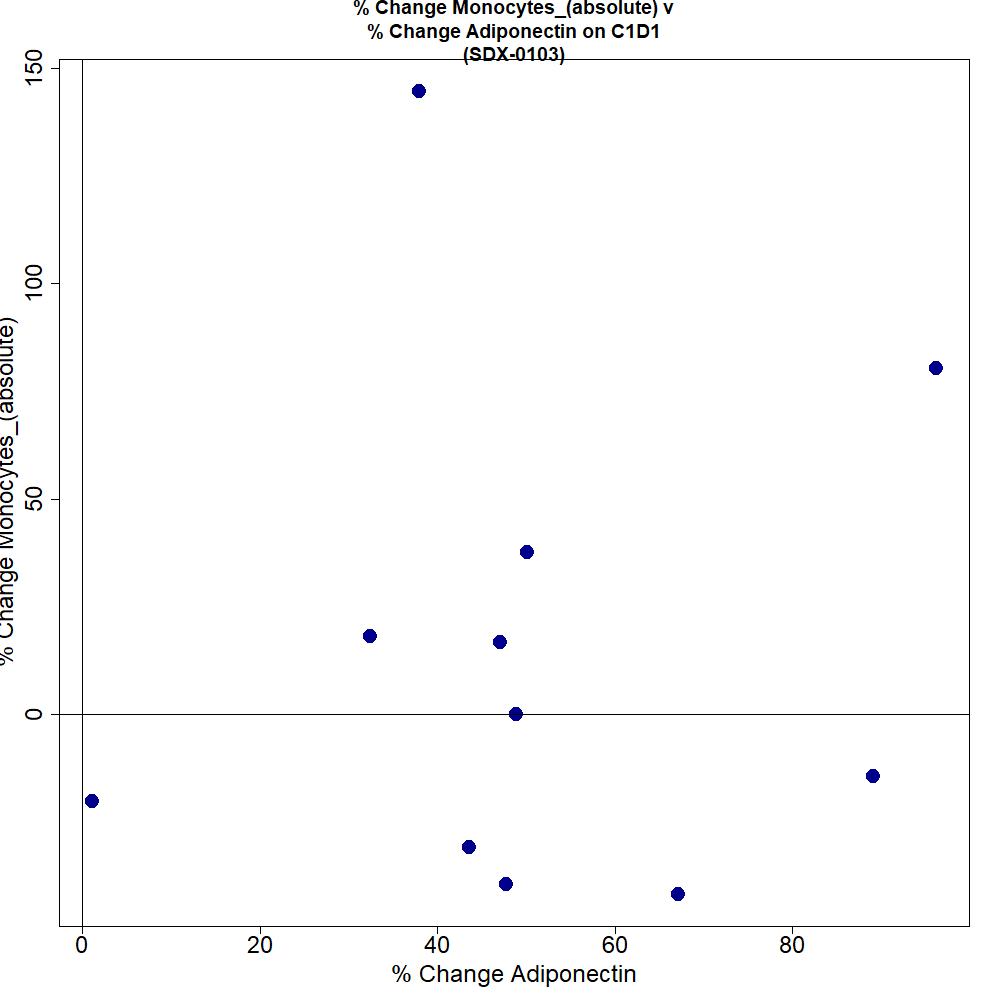 % Change Monocytes_(absolute) v
% Change Adiponectin on C1D1
(SDX-0103)
150
100
50
0
% Change Monocytes_(absolute)
0 20 40 60 80
% Change Adiponectin